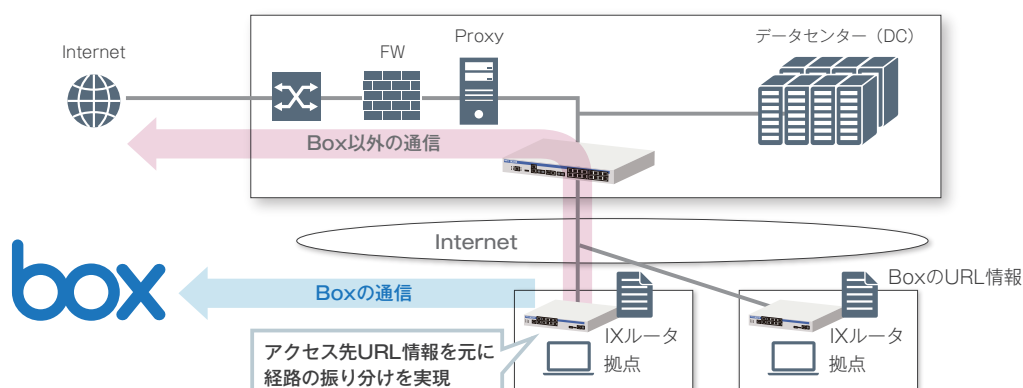 Internet
FW
Proxy
データセンター（DC）
Box以外の通信
Internet
box
Boxの通信
BoxのURL情報
IXルータ
拠点
IXルータ
拠点
アクセス先URL情報を元に
経路の振り分けを実現